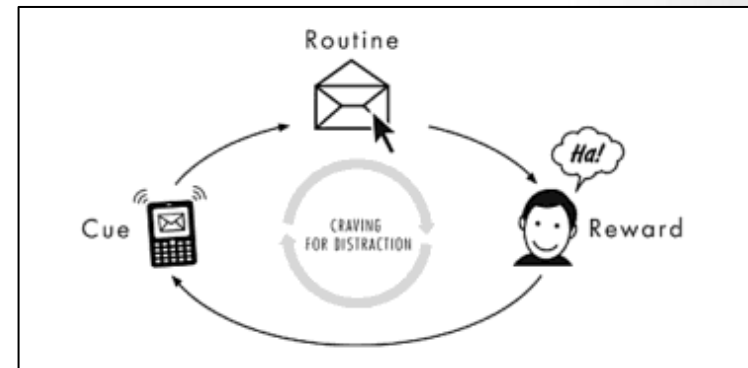 Routine
Ha!
Cue
CRAVING
FOR DISTRACTION
Reward